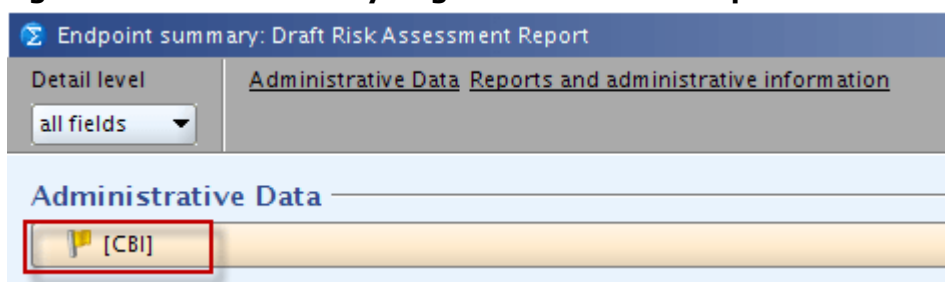 Endpoint summary: Draft Risk Assessment Report
Detail level
Administrative Data Reports and administrative information
all fields
Administrative Data
[CBI]